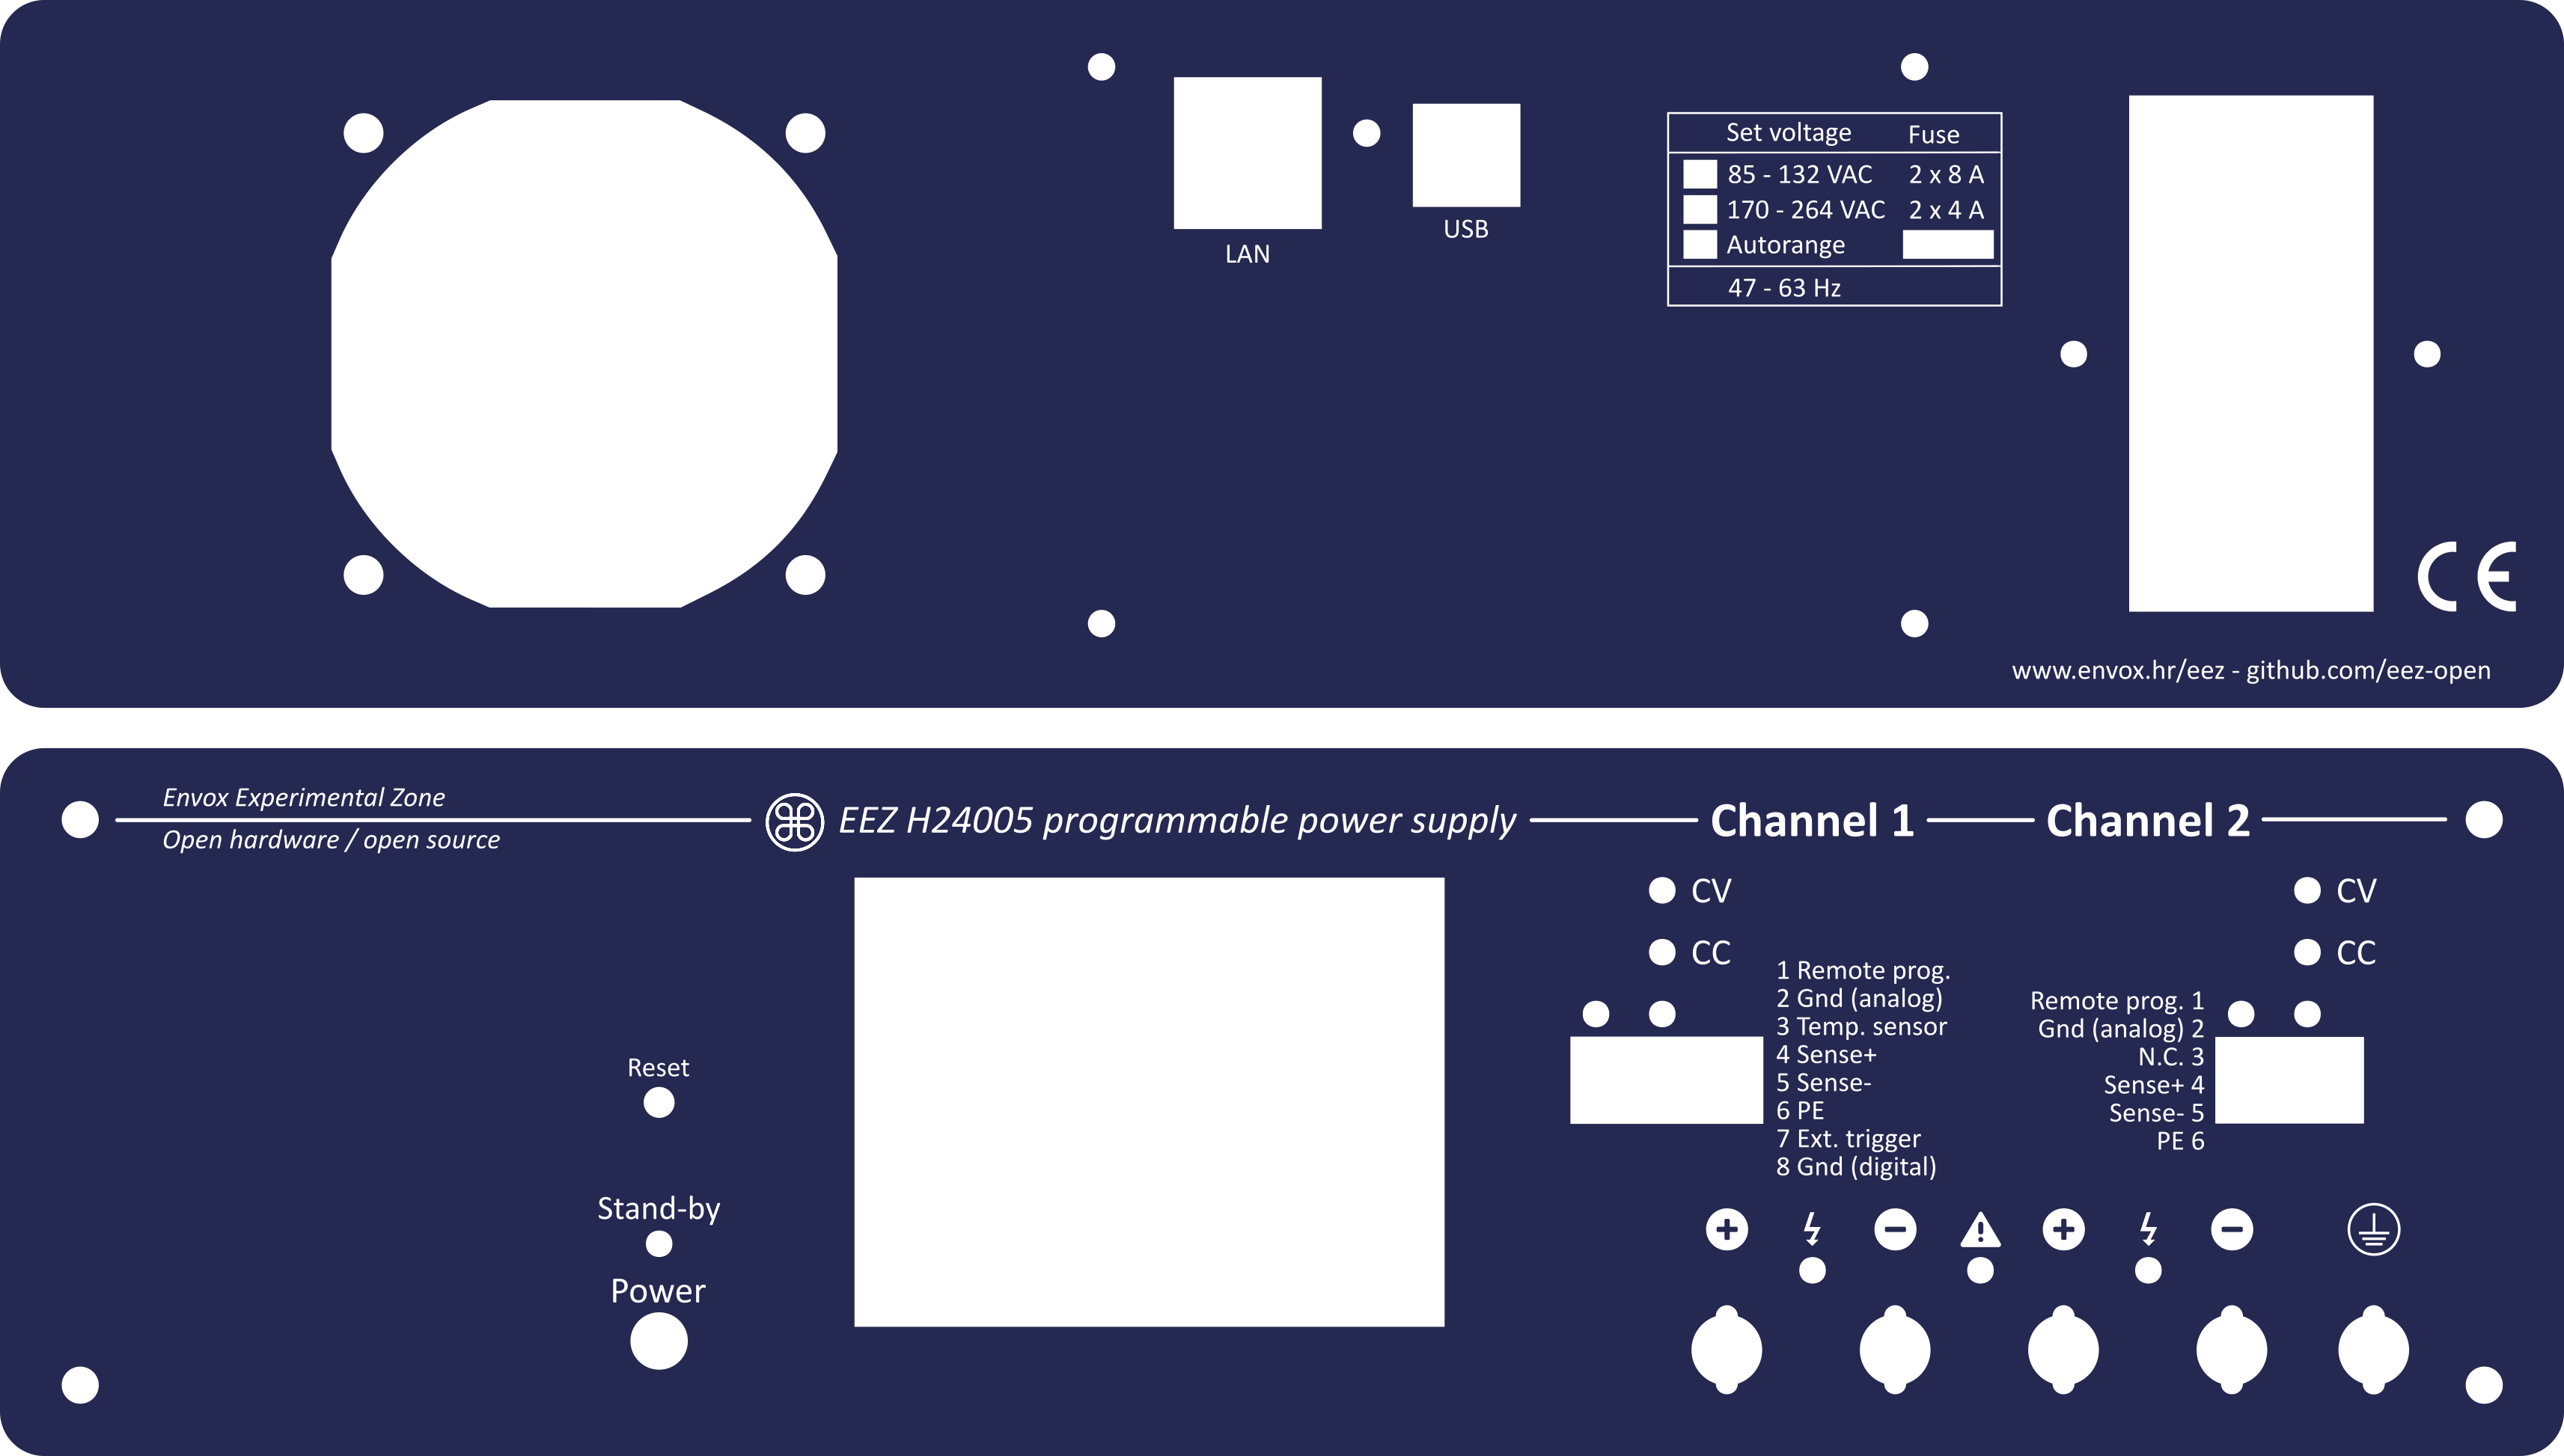 LAN
USB
Set voltage Fuse
85 - 132 VAC 2 x 8 A
170 - 264 VAC 2 x 4 A
Autorange
47 - 63 Hz
CE
www.envox.hr/eez - github.com/eez-open
Envox Experimental Zone
Open hardware / open source
EEZ H24005 programmable power supply
Channel 1
Channel 2
CV
CC
1 Remote prog.
2 Gnd (analog)
3 Temp. sensor
4 Sense+
5 Sense-
6 PE
7 Ext. trigger
8 Gnd (digital)
CV
CC
Remote prog. 1
Gnd (analog) 2
N.C. 3
Sense+ 4
Sense- 5
PE 6
Reset
Stand-by
Power